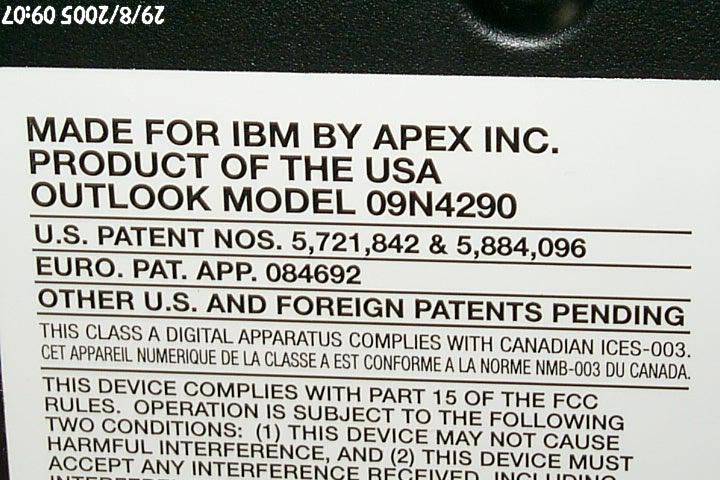 29/8/2005 09:07
MADE FOR IBM BY APEX INC.
PRODUCT OF THE USA
OUTLOOK MODEL 09N4290
U.S. PATENT NOS. 5,721,842 & 5,884,096
EURO. PAT. APP. 084692
OTHER U.S. AND FOREIGN PATENTS PENDING
THIS CLASS A DIGITAL APPARATUS COMPLIES WITH CANADIAN ICES-003.
CET APPAREIL NUMERIQUE DE LA CLASSE A EST CONFORME A LA NORME NMB-003 DU CANADA.
THIS DEVICE COMPLIES WITH PART 15 OF THE FCC
RULES. OPERATION IS SUBJECT TO THE FOLLOWING
TWO CONDITIONS: (1) THIS DEVICE MAY NOT CAUSE
HARMFUL INTERFERENCE, AND (2) THIS DEVICE MUST
ACCEPT ANY INTERFERENCE RECEIVED, INCLUDING